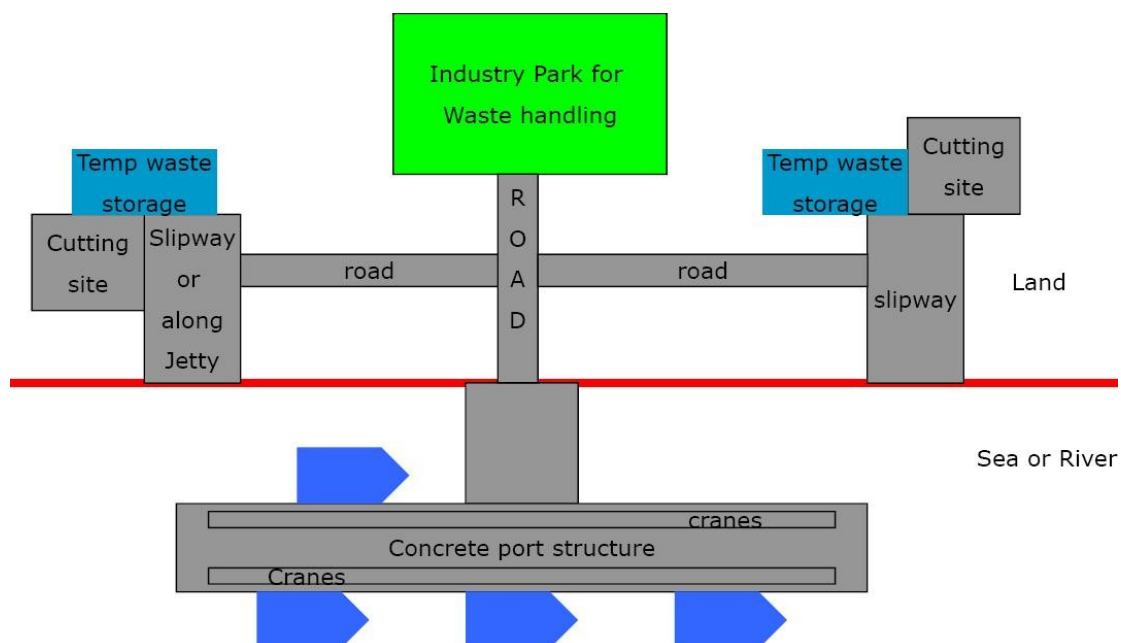 Industry Park for
Waste handling
Temp waste
storage
Cutting
site
Slipway
or
along
Jetty
road
R
O
A
D
road
Temp waste
storage
Cutting
site
slipway
Land
Sea or River
cranes
Concrete port structure
Cranes